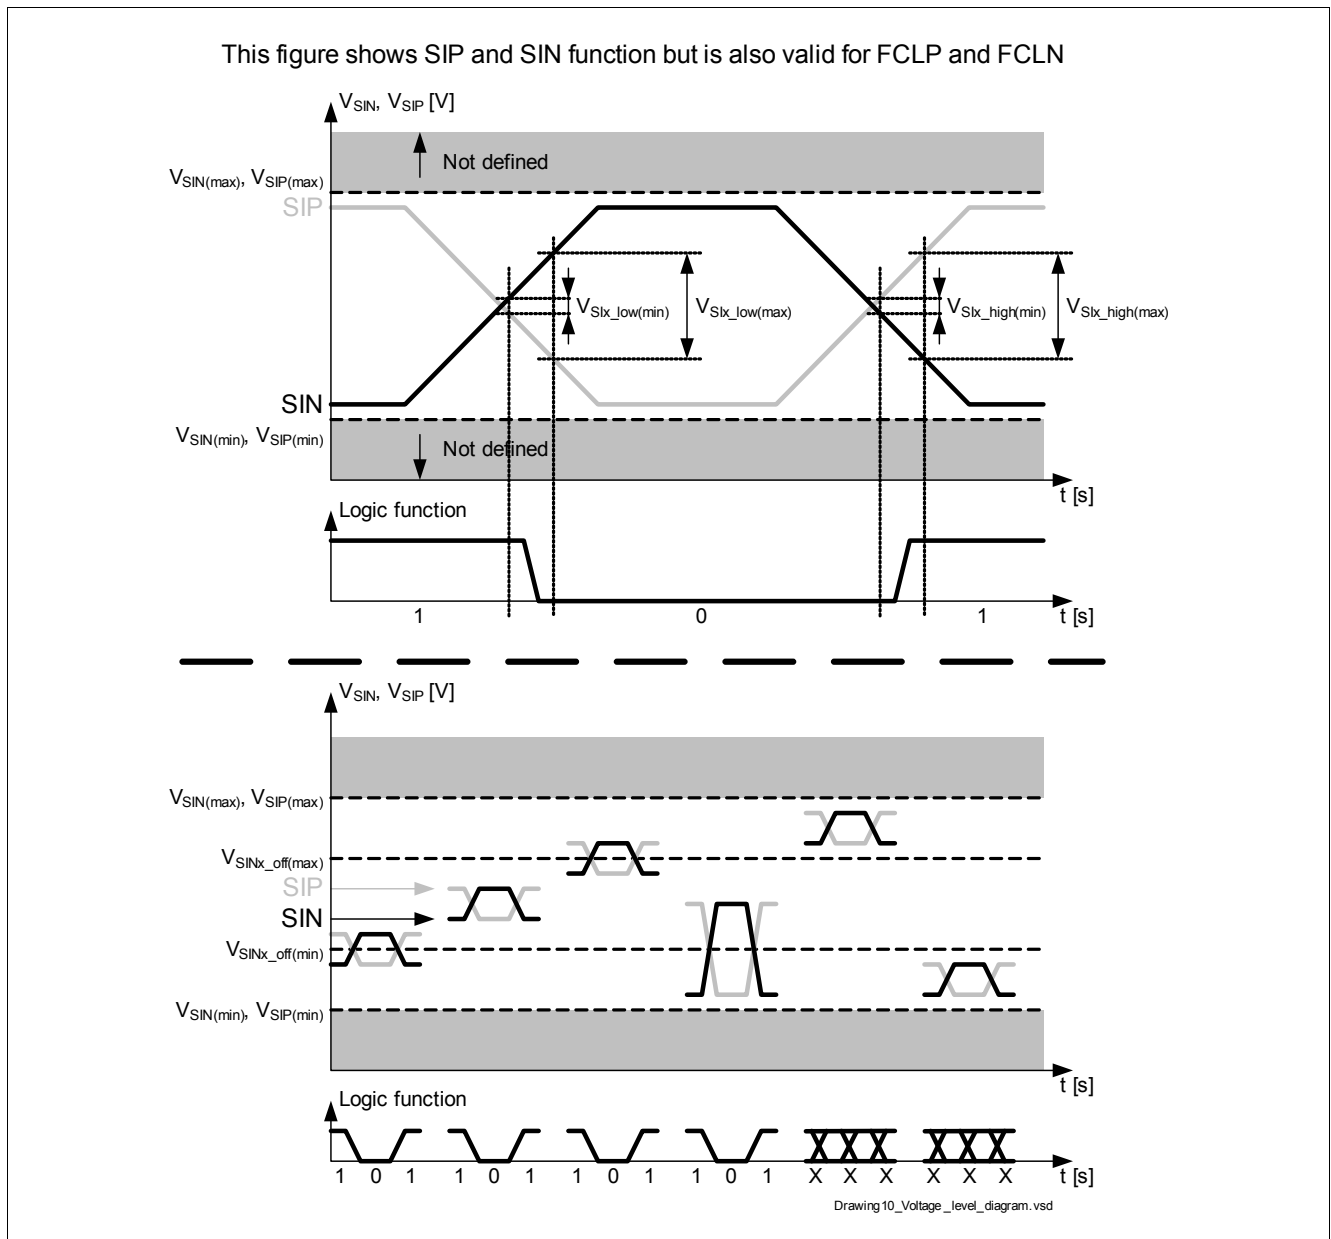 This figure shows SIP and SIN function but is also valid for FCLP and FCLN
VSIN, VSIP [V]
Not defined
VSIN(max), VSIP(max)
SIP
VSIx_low(min) VSIx_low(max) VSIx_high(min) VSIx_high(max)
SIN
VSIN(min), VSIP(min)
Not defined
t [s]
Logic function
1 0 1 t [s]
VSIN, VSIP [V]
VSIN(max), VSIP(max)
VSINx_off(max)
SIP
SIN
VSINx_off(min)
VSIN(min), VSIP(min)
t [s]
Logic function
1 0 1 1 0 1 1 0 1 1 0 1 X X X X X X t [s]
Drawing10_Voltage_level_diagram.vsd